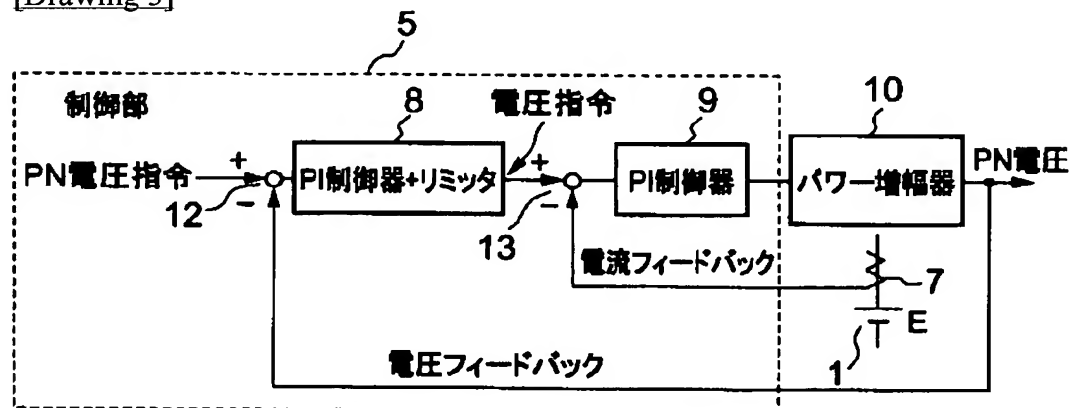 [Drawing 3]
5
制御部
8
電圧指令
9
10
PN電圧指令
+
−
12
PI制御器+リミッタ
+
−
13
PI制御器
パワー増幅器
PN電圧
電流フィードバック
7
E
1
電圧フィードバック